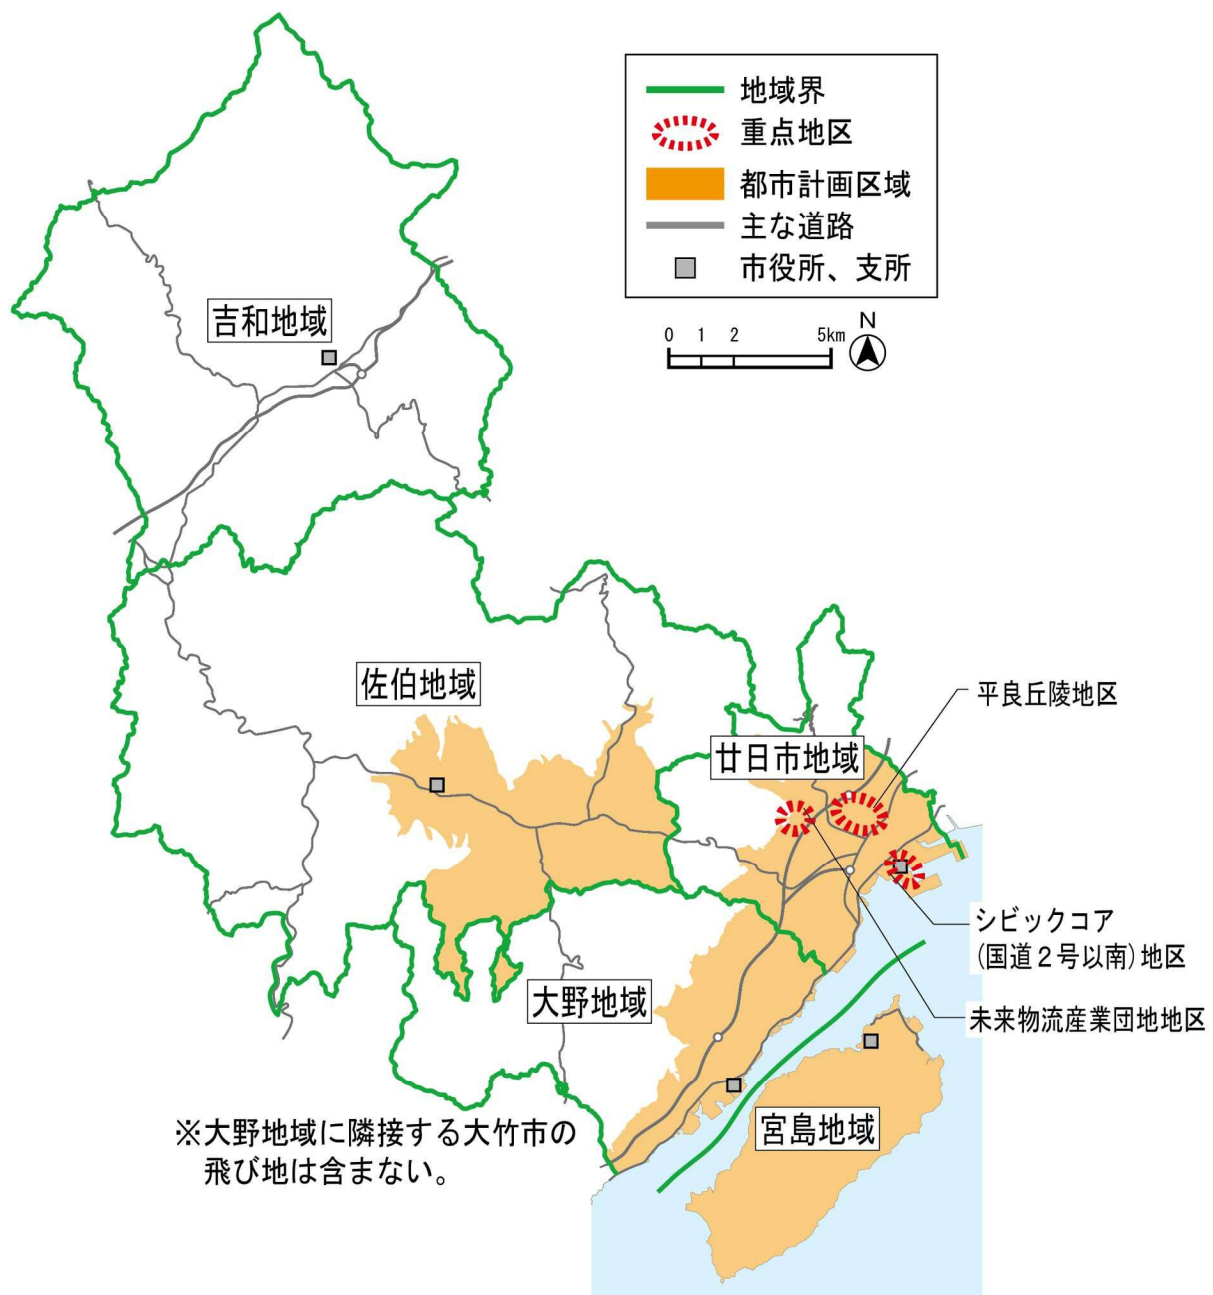 地域界
重点地区
都市計画区域
主な道路
市役所、支所
0 1 2 5km
N
吉和地域
佐伯地域
平良丘陵地区
廿日市地域
シビックコア
(国道２号以南)地区
大野地域
未来物流産業団地地区
※大野地域に隣接する大竹市の
飛び地は含まない。
宮島地域